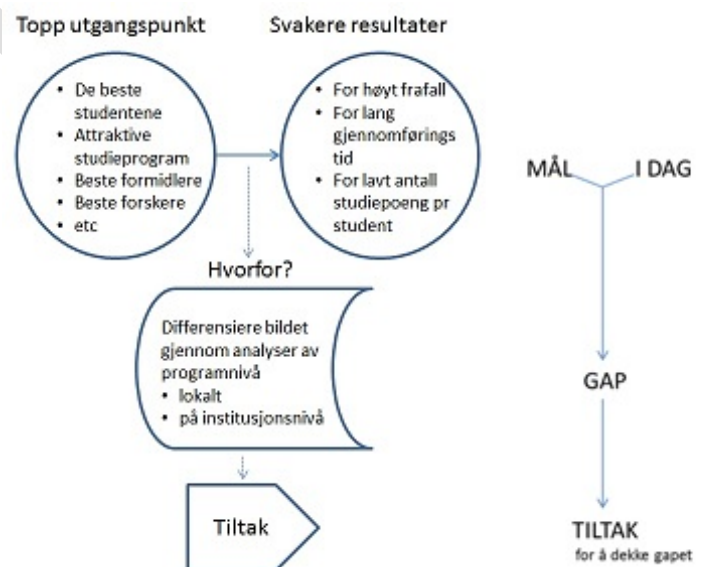 Topp utgangspunkt
Svakere resultater
• De beste
studentene
• Attraktive
studieprogram
• Beste formidlere
• Beste forskere
• etc
• For høyt frafall
• For lang
gjennomførings
tid
• For lavt antall
studiepoeng pr
student
Hvorfor?
Differensiere bildet
gjennom analyser av
programnivå
• lokalt
• på institusjonsnivå
Tiltak
MÅL
I DAG
GAP
TILTAK
for å dekke gapet